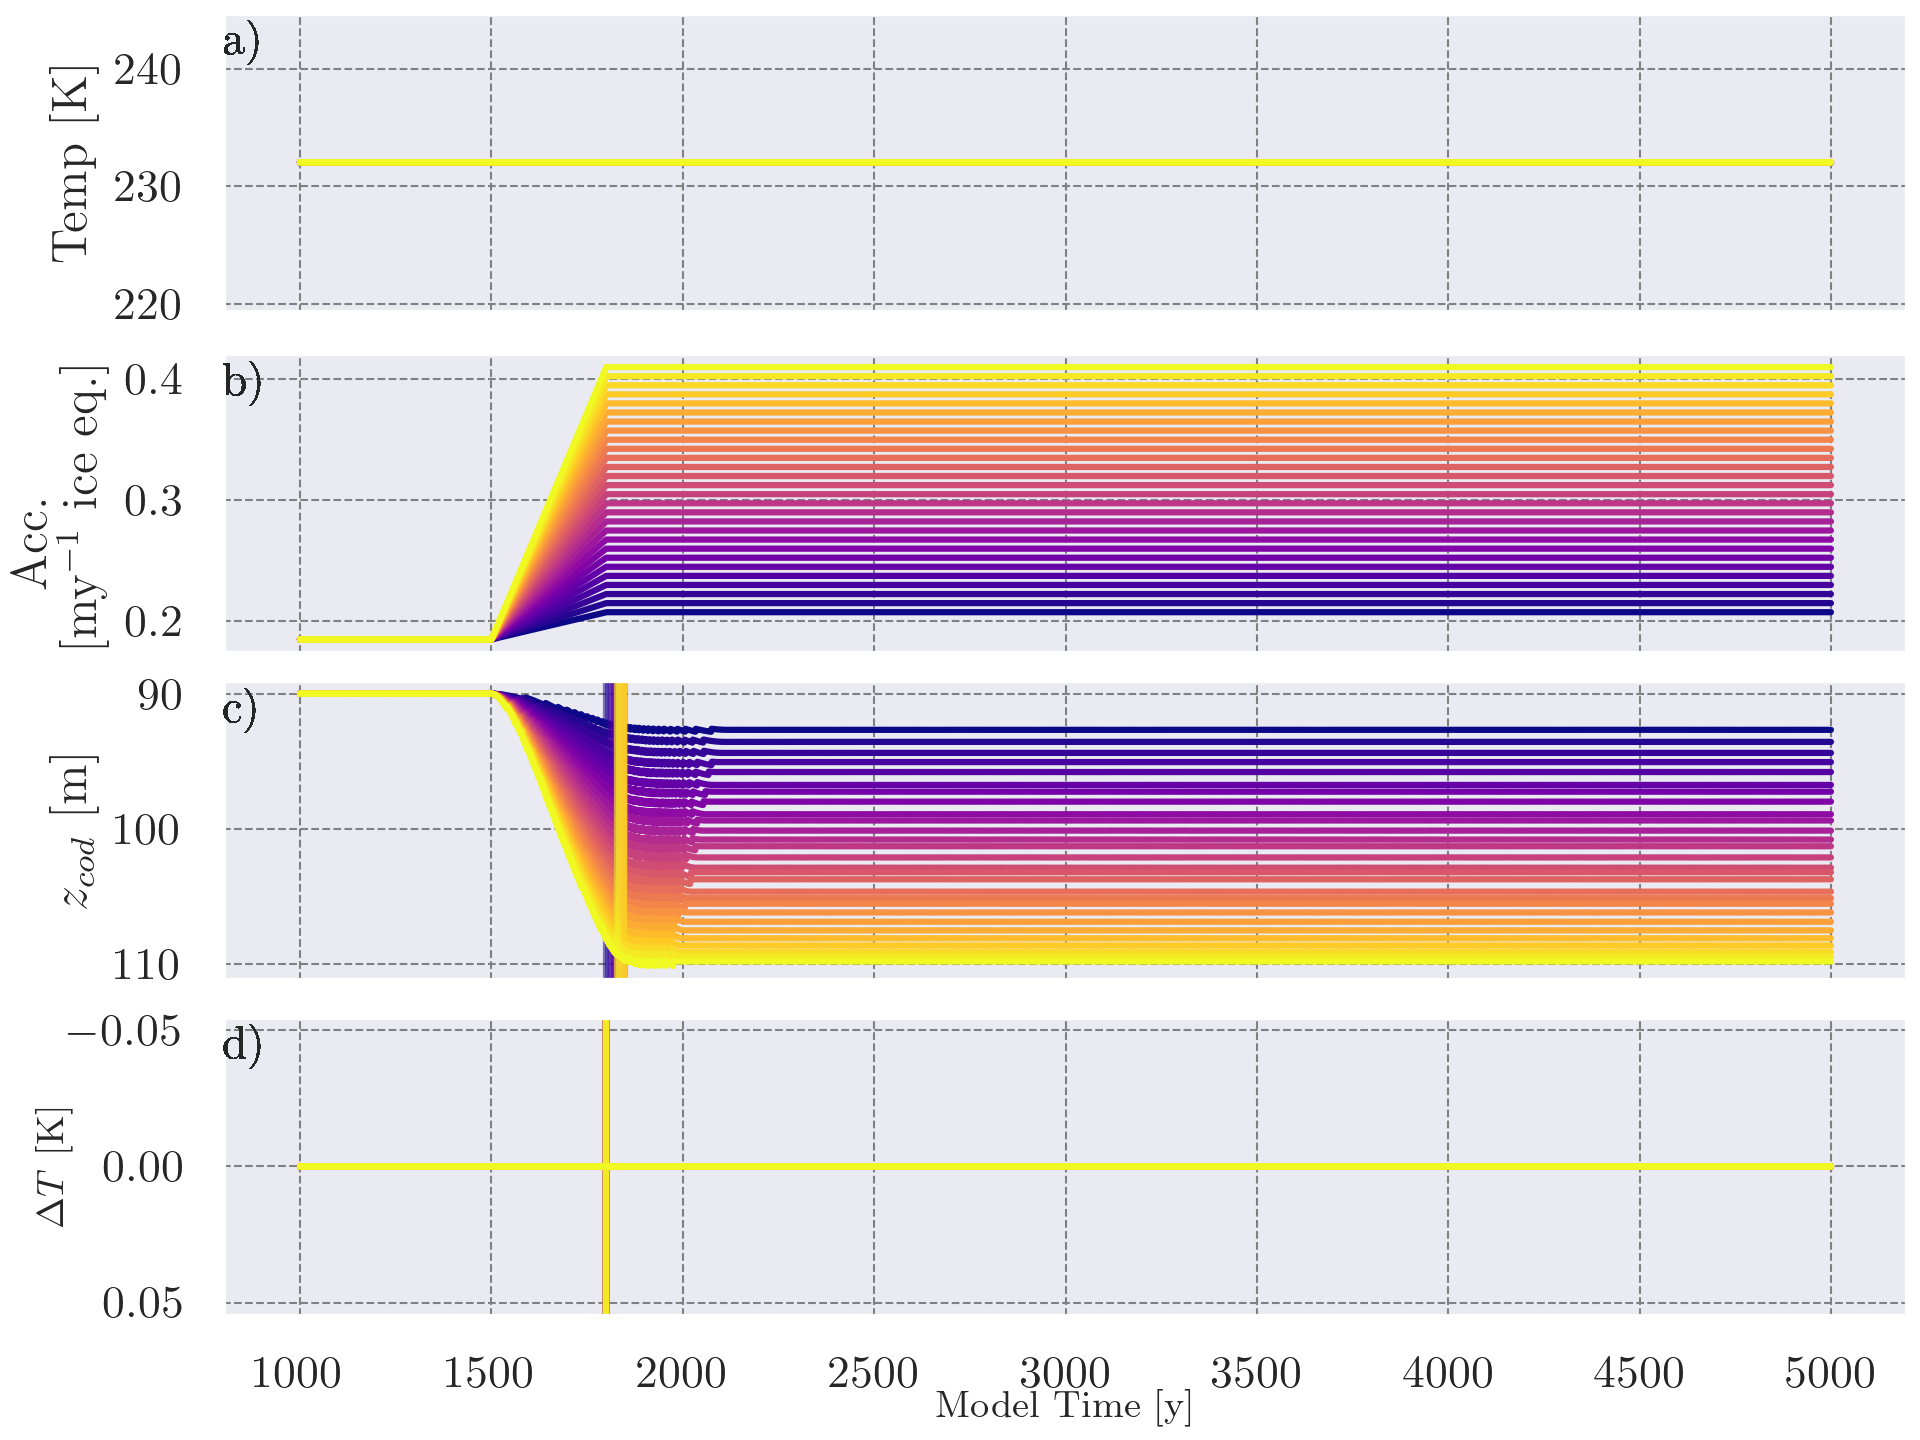 a)
Temp [K]
240
230
220
b)
Acc.
[my⁻¹ ice eq.]
0.4
0.3
0.2
c)
z_cod [m]
90
100
110
d)
ΔT [K]
−0.05
0.00
0.05
1000 1500 2000 2500 3000 3500 4000 4500 5000
Model Time [y]